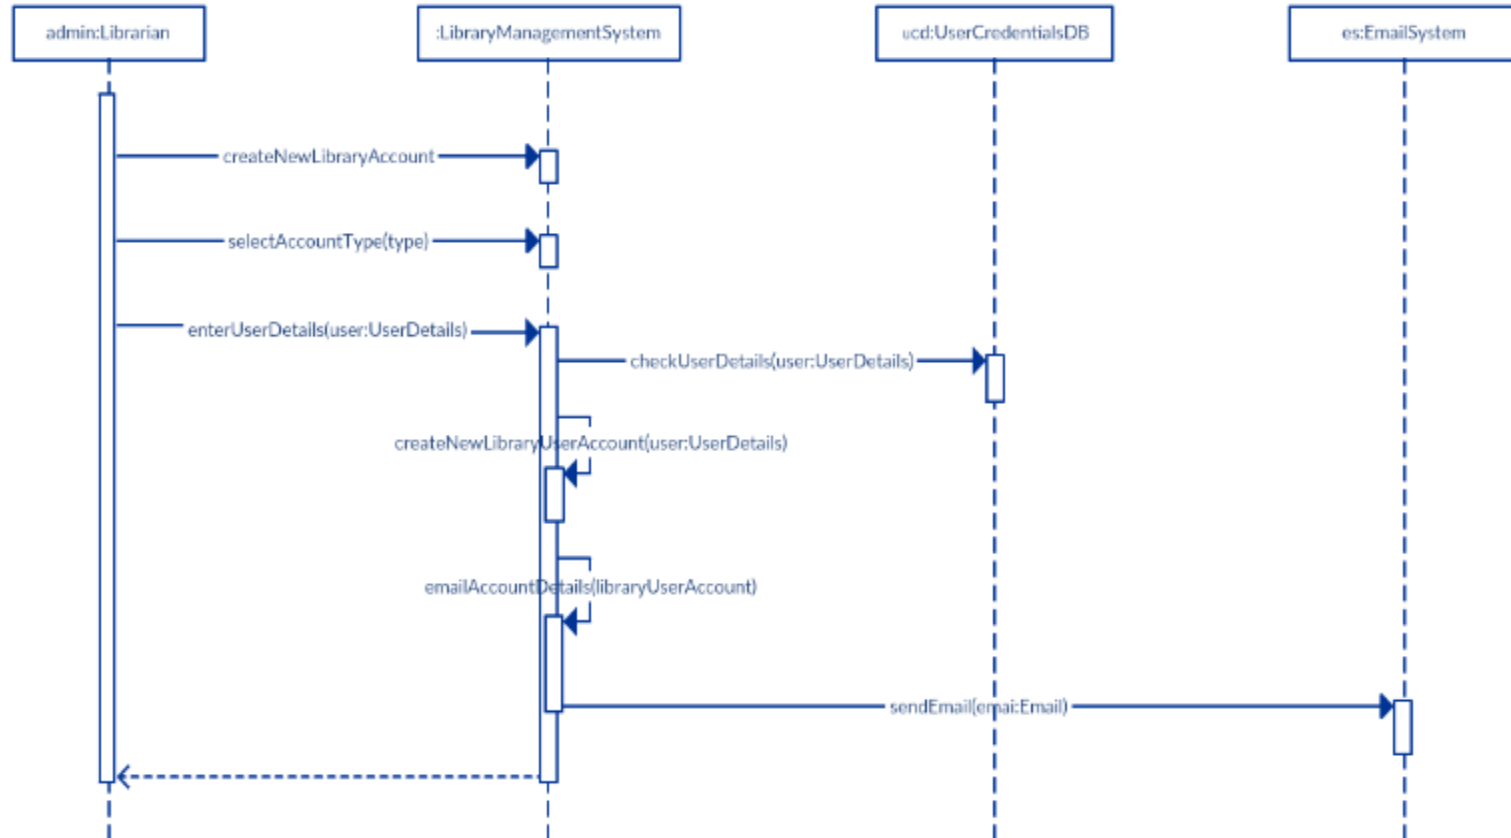 admin:Librarian
:LibraryManagementSystem
ucd:UserCredentialsDB
es:EmailSystem
createNewLibraryAccount
selectAccountType(type)
enterUserDetails(user:UserDetails)
checkUserDetails(user:UserDetails)
createNewLibraryUserAccount(user:UserDetails)
emailAccountDetails(libraryUserAccount)
sendEmail(emai:Email)